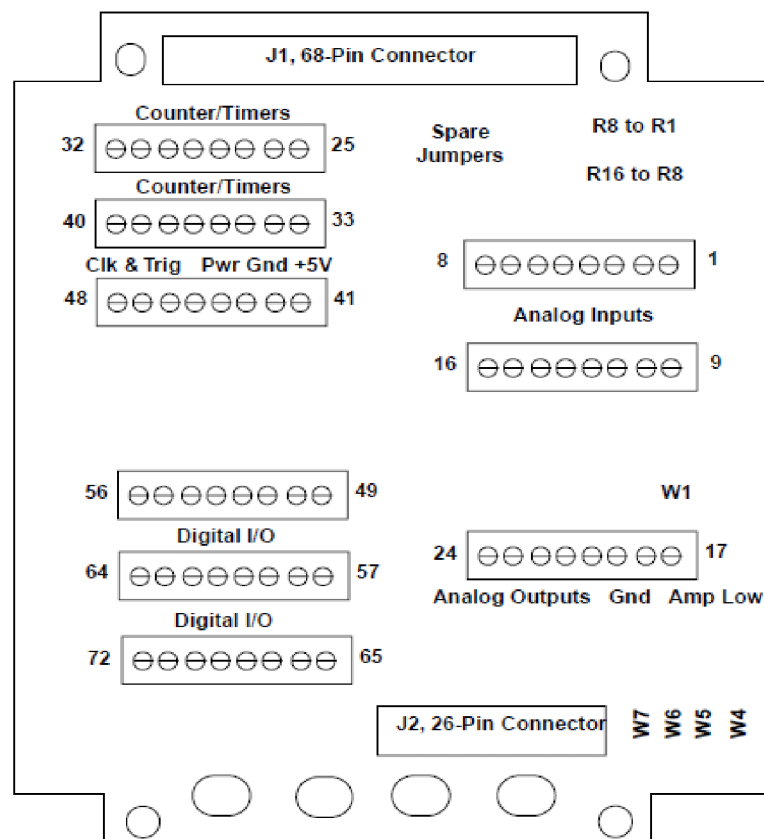 J1, 68-Pin Connector
Counter/Timers
32 25
Spare
Jumpers
R8 to R1
R16 to R8
Counter/Timers
40 33
Clk & Trig Pwr Gnd +5V
48 41
8 1
Analog Inputs
16 9
56 49
Digital I/O
64 57
Digital I/O
72 65
W1
24 17
Analog Outputs Gnd Amp Low
J2, 26-Pin Connector
W7
W6
W5
W4